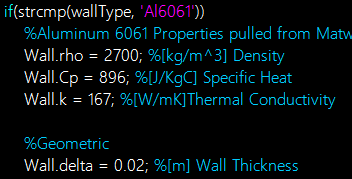 if(strcmp(wallType, 'Al6061'))
%Aluminum 6061 Properties pulled from Matw
Wall.rho = 2700; %[kg/m^3] Density
Wall.Cp = 896; %[J/KgC] Specific Heat
Wall.k = 167; %[W/mK]Thermal Conductivity
%Geometric
Wall.delta = 0.02; %[m] Wall Thickness